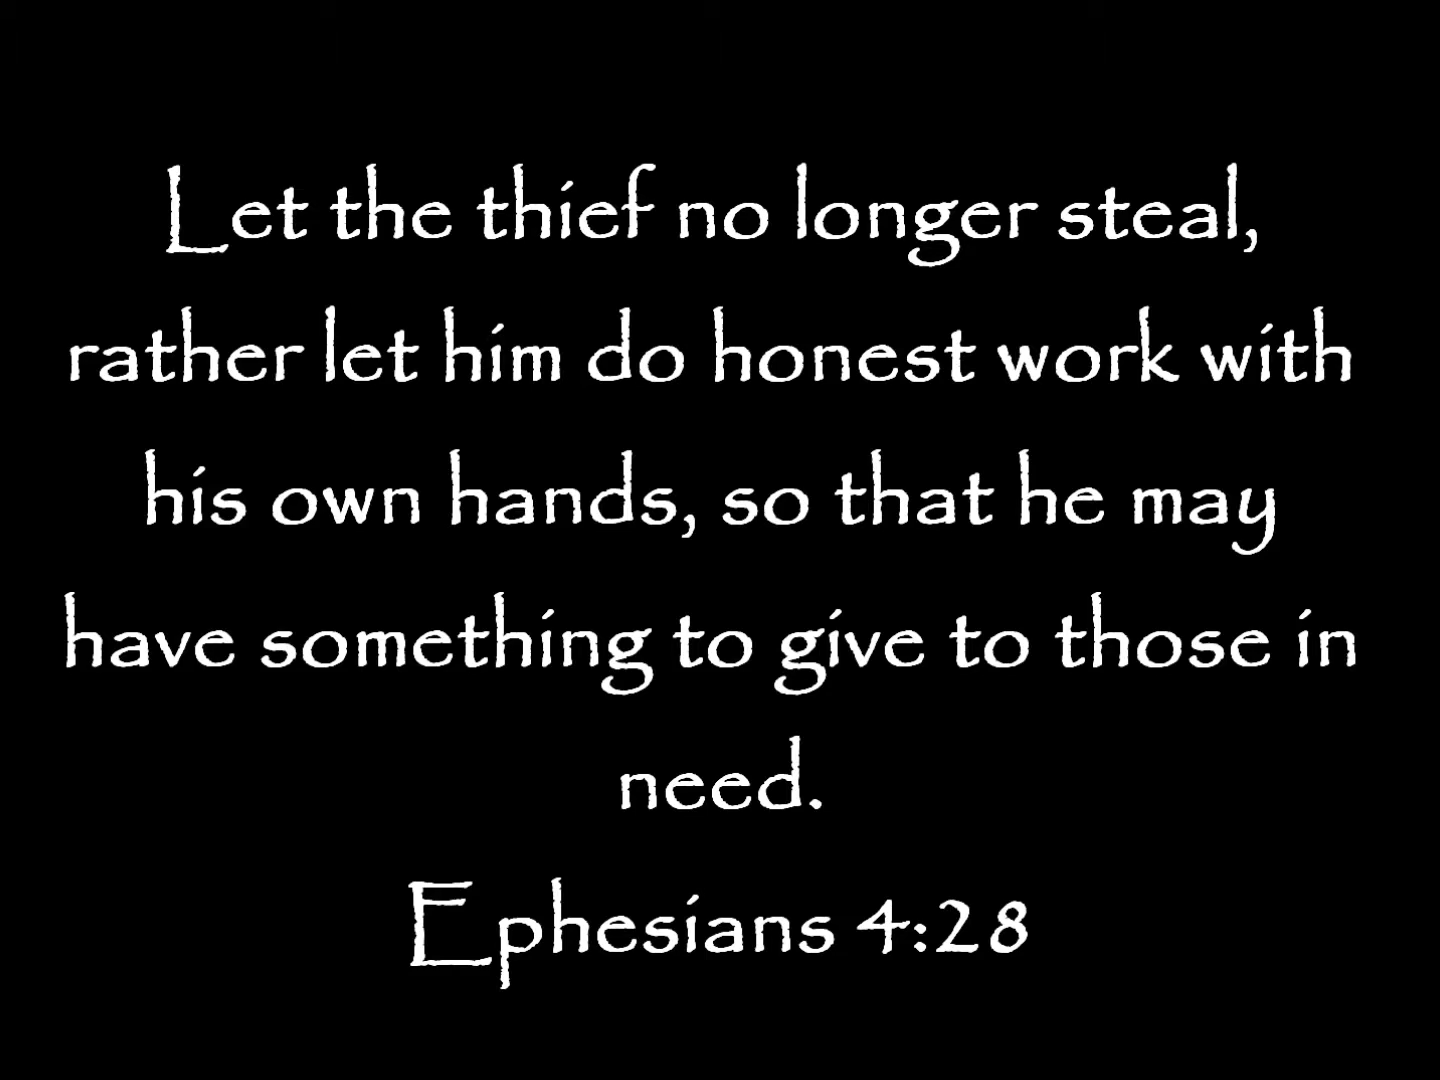 Let the thief no longer steal,
rather let him do honest work with
his own hands, so that he may
have something to give to those in
need.
Ephesians 4:28